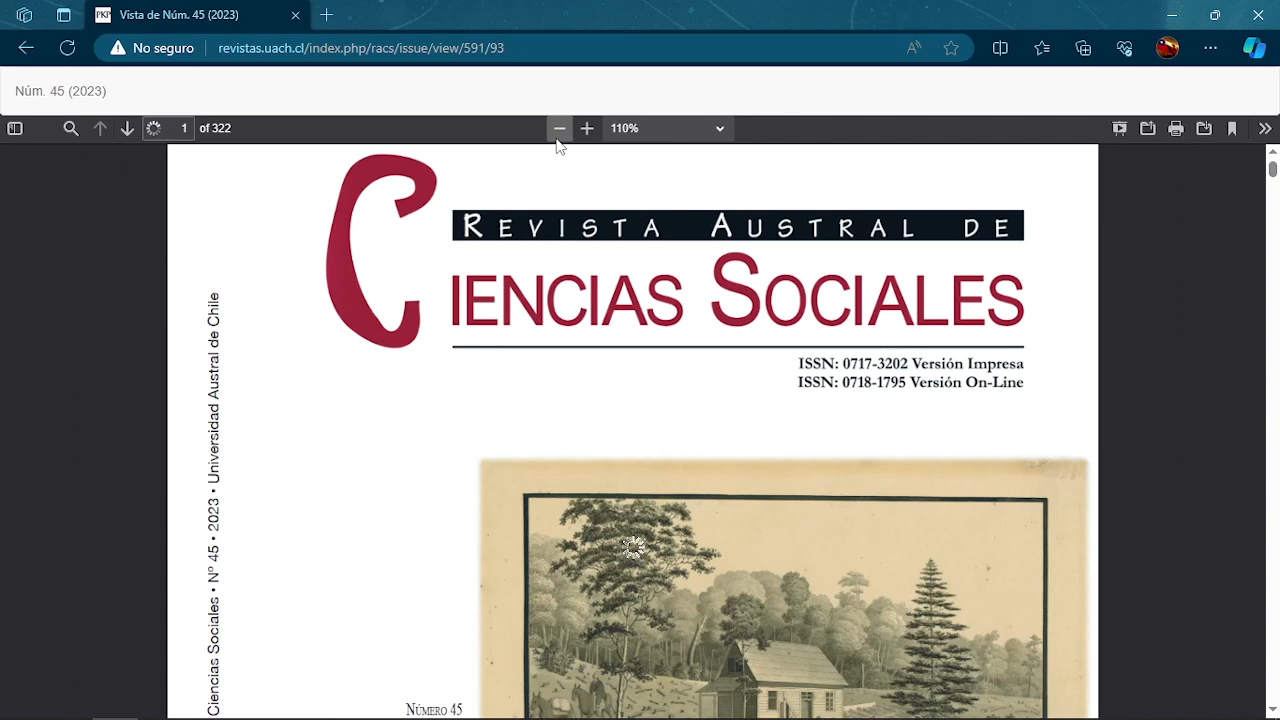 Vista de Núm. 45 (2023)
No seguro
revistas.uach.cl/index.php/racs/issue/view/591/93
Núm. 45 (2023)
1 of 322
110%
REVISTA AUSTRAL DE
CIENCIAS SOCIALES
ISSN: 0717-3202 Versión Impresa
ISSN: 0718-1795 Versión On-Line
Ciencias Sociales • Nº 45 • 2023 • Universidad Austral de Chile
NÚMERO 45